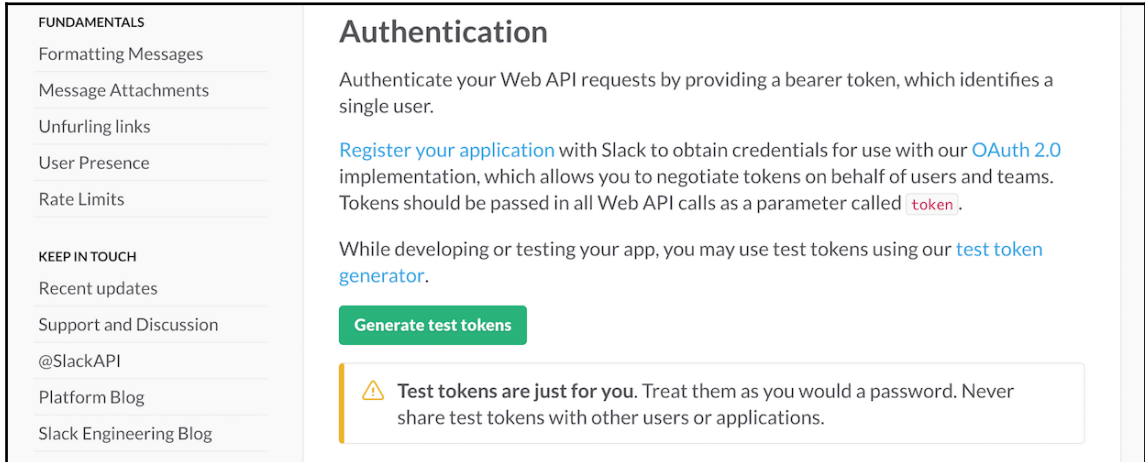 FUNDAMENTALS
Formatting Messages
Message Attachments
Unfurling links
User Presence
Rate Limits
KEEP IN TOUCH
Recent updates
Support and Discussion
@SlackAPI
Platform Blog
Slack Engineering Blog
Authentication
Authenticate your Web API requests by providing a bearer token, which identifies a
single user.
Register your application with Slack to obtain credentials for use with our OAuth 2.0
implementation, which allows you to negotiate tokens on behalf of users and teams.
Tokens should be passed in all Web API calls as a parameter called token.
While developing or testing your app, you may use test tokens using our test token
generator.
Generate test tokens
Test tokens are just for you. Treat them as you would a password. Never
share test tokens with other users or applications.